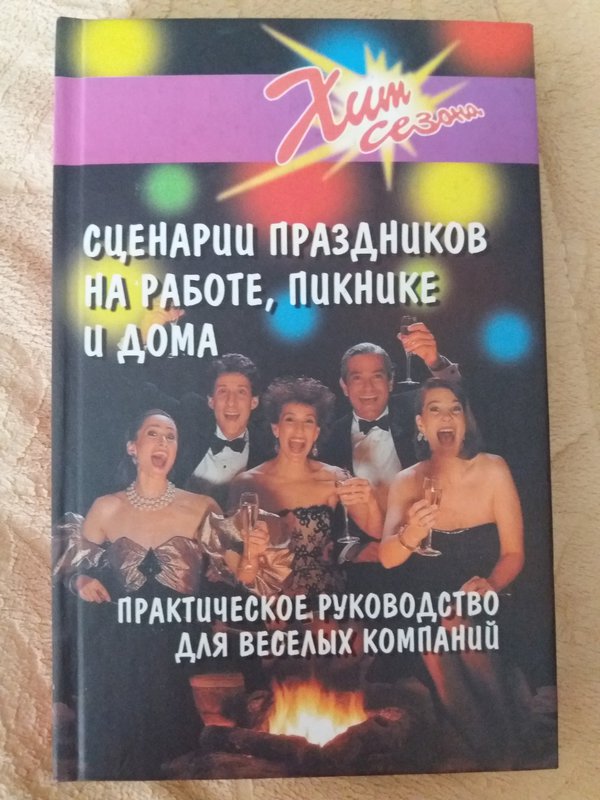 Хит
сезона
СЦЕНАРИИ ПРАЗДНИКОВ
НА РАБОТЕ, ПИКНИКЕ
И ДОМА
ПРАКТИЧЕСКОЕ РУКОВОДСТВО
ДЛЯ ВЕСЕЛЫХ КОМПАНИЙ